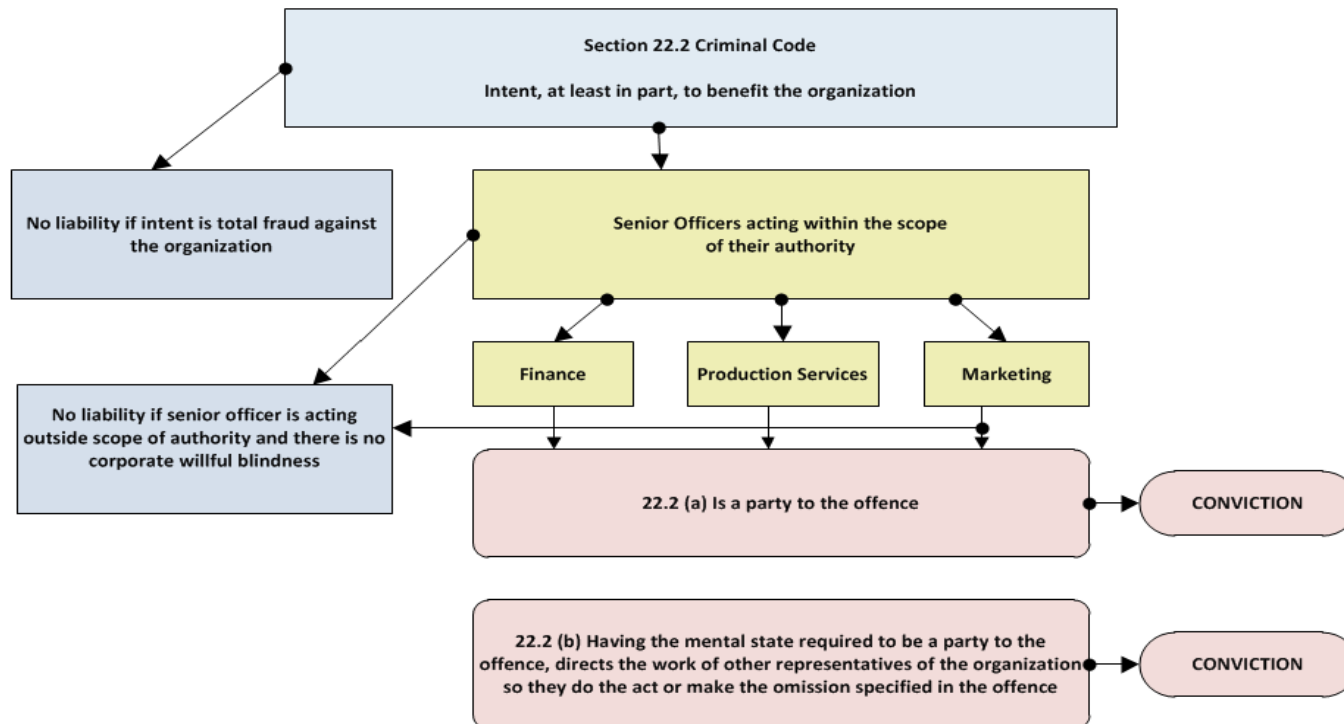 Section 22.2 Criminal Code
Intent, at least in part, to benefit the organization
No liability if intent is total fraud against
the organization
Senior Officers acting within the scope
of their authority
Finance
Production Services
Marketing
No liability if senior officer is acting
outside scope of authority and there is no
corporate willful blindness
22.2 (a) Is a party to the offence
CONVICTION
22.2 (b) Having the mental state required to be a party to the
offence, directs the work of other representatives of the organization
so they do the act or make the omission specified in the offence
CONVICTION